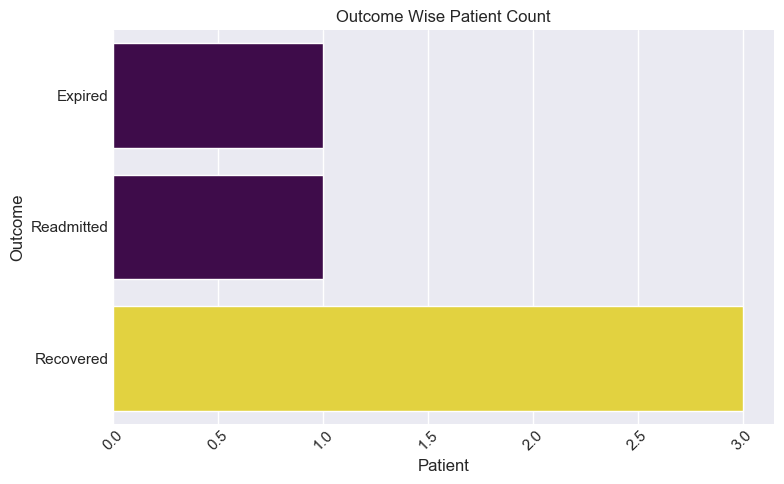 Outcome Wise Patient Count
Outcome
Expired
Readmitted
Recovered
0.0
0.5
1.0
1.5
2.0
2.5
3.0
Patient